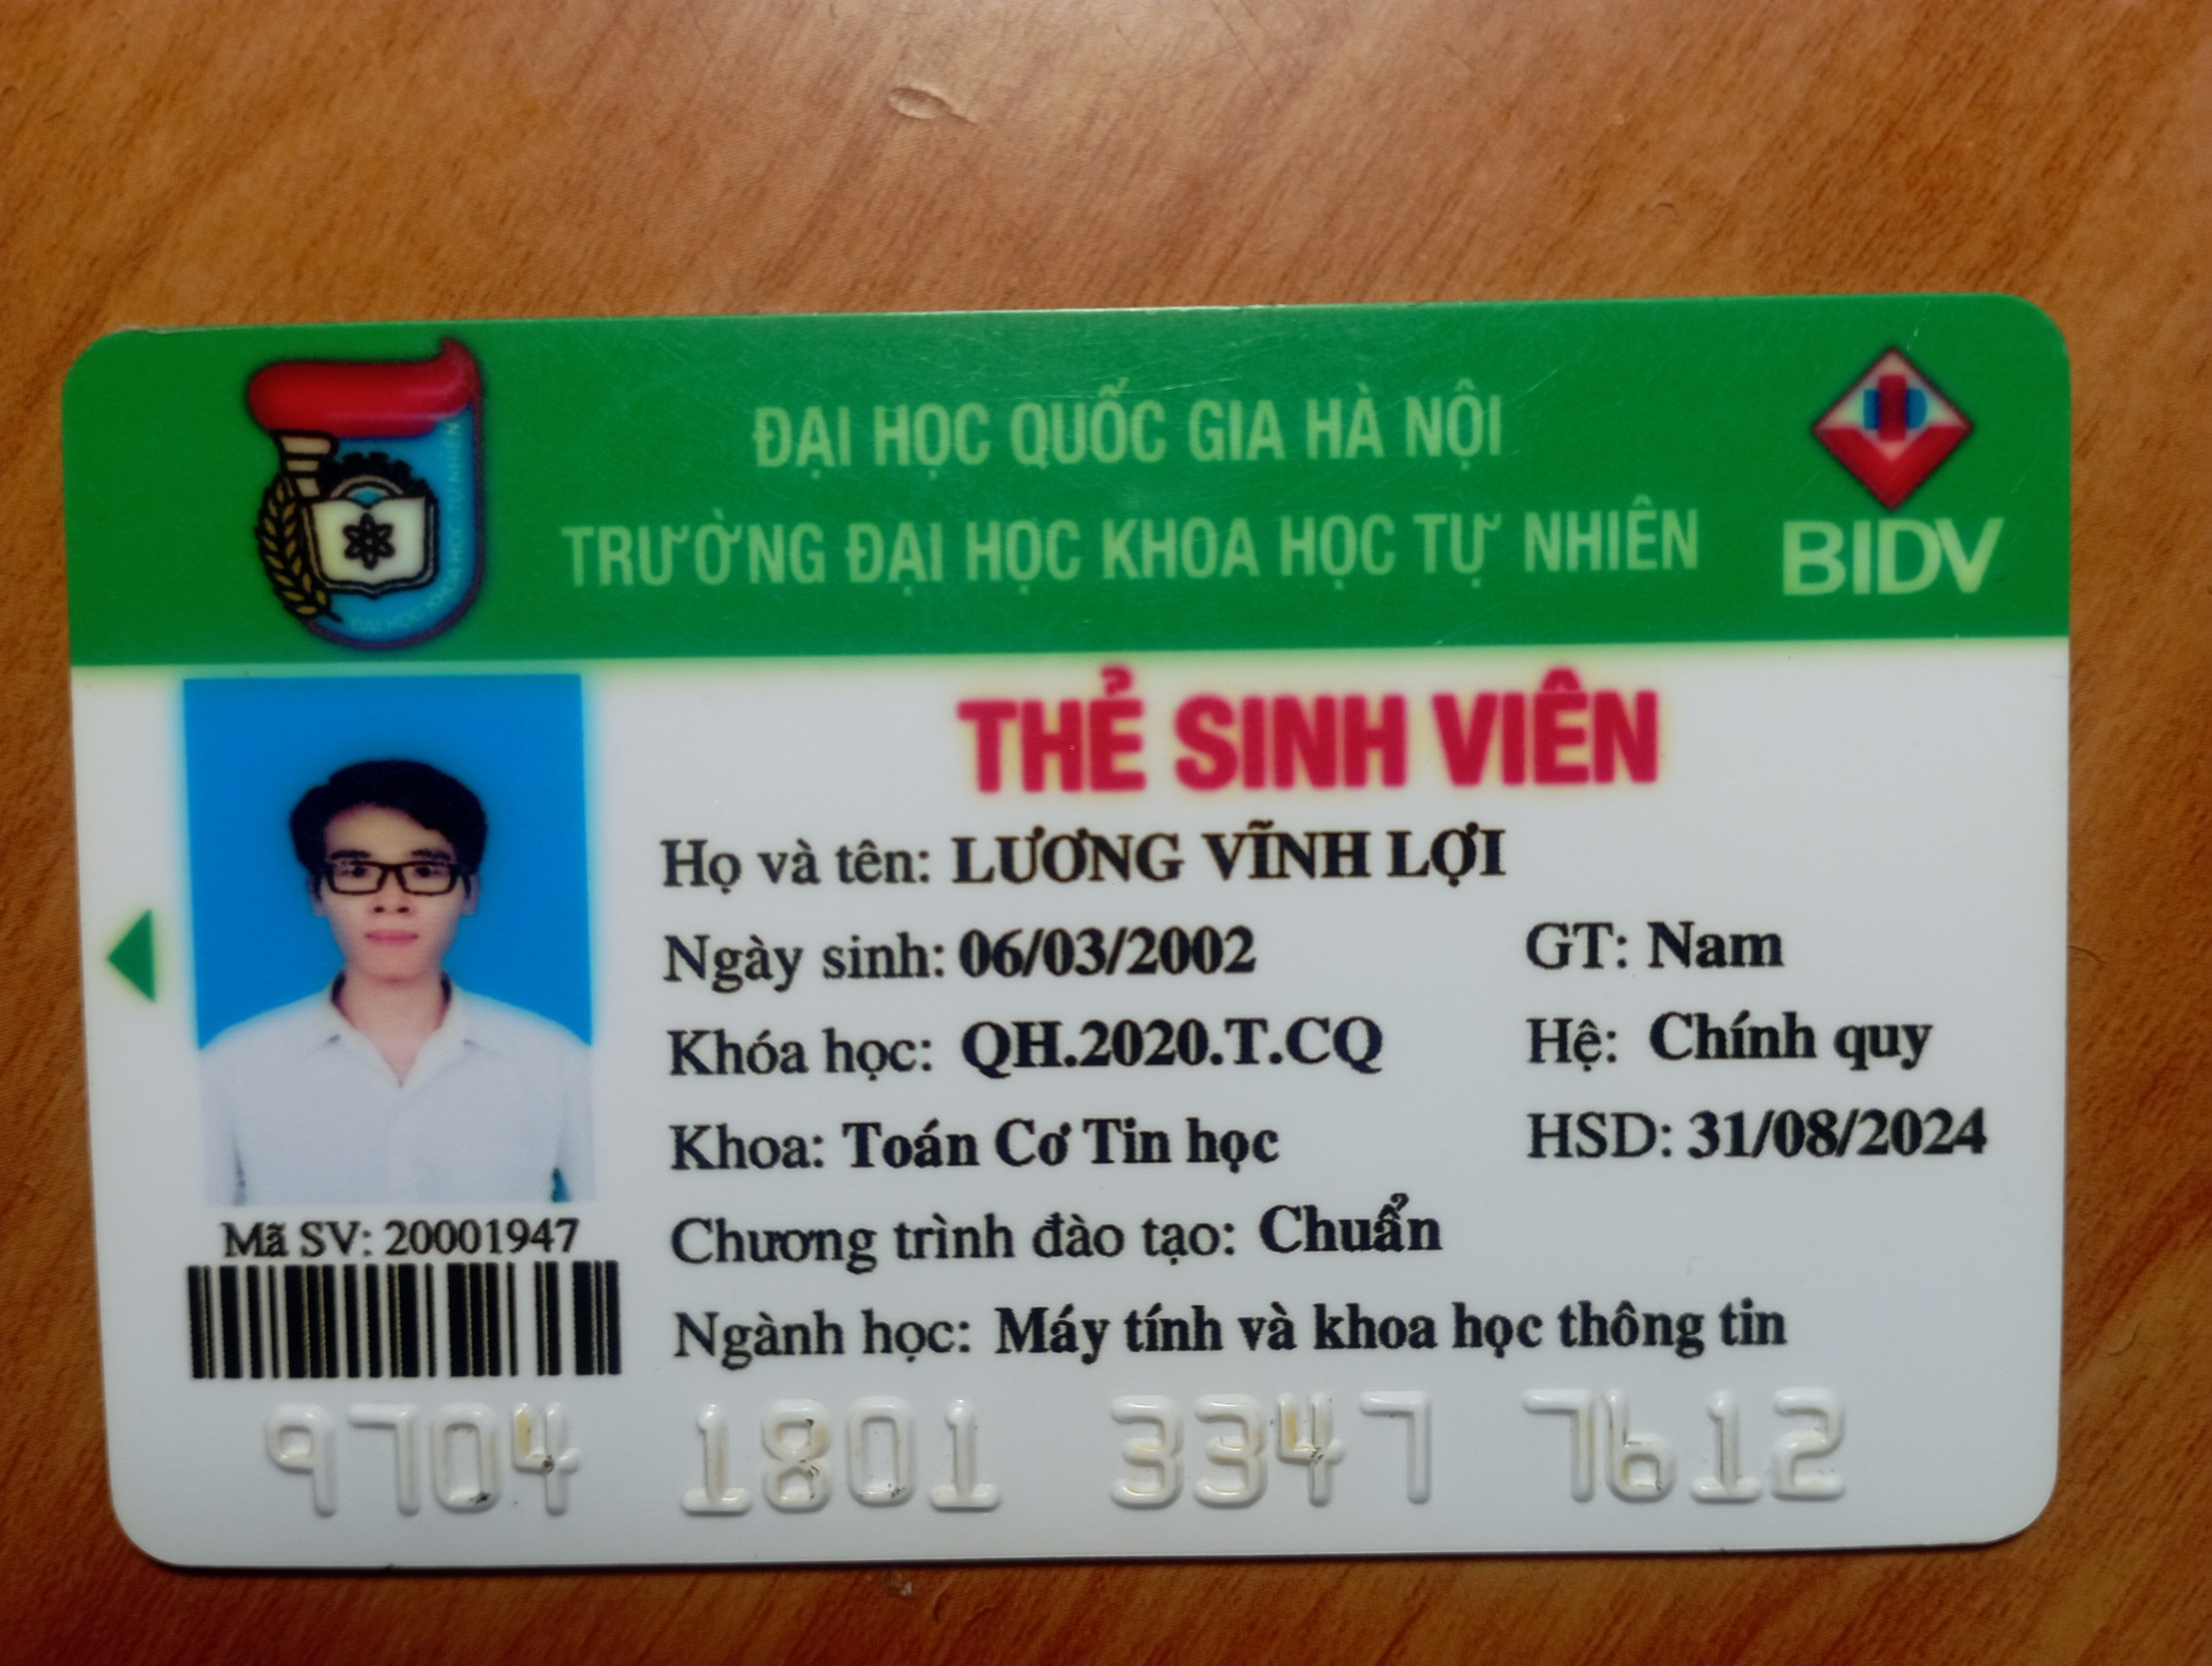 ĐẠI HỌC QUỐC GIA HÀ NỘI
TRƯỜNG ĐẠI HỌC KHOA HỌC TỰ NHIÊN
BIDV
THẺ SINH VIÊN
Họ và tên: LƯƠNG VĨNH LỢI
Ngày sinh: 06/03/2002 GT: Nam
Khóa học: QH.2020.T.CQ Hệ: Chính quy
Khoa: Toán Cơ Tin học HSD: 31/08/2024
Mã SV: 20001947
Chương trình đào tạo: Chuẩn
Ngành học: Máy tính và khoa học thông tin
9704 1801 3347 7612